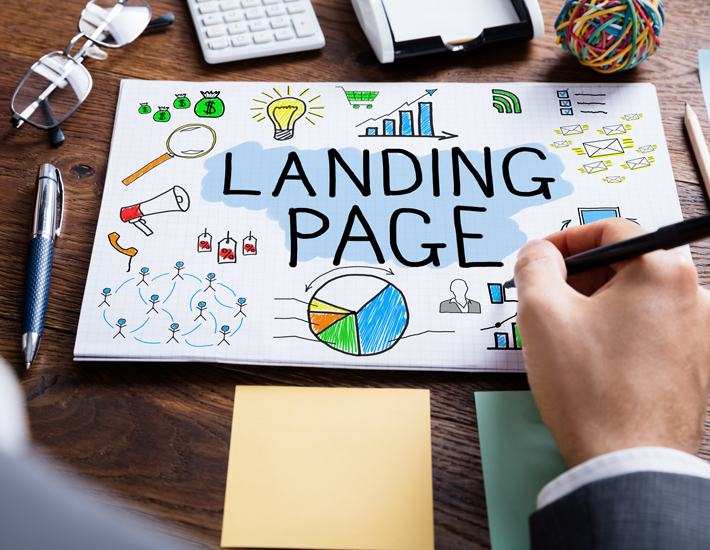 LANDING
PAGE
$ $ $ $
% % %